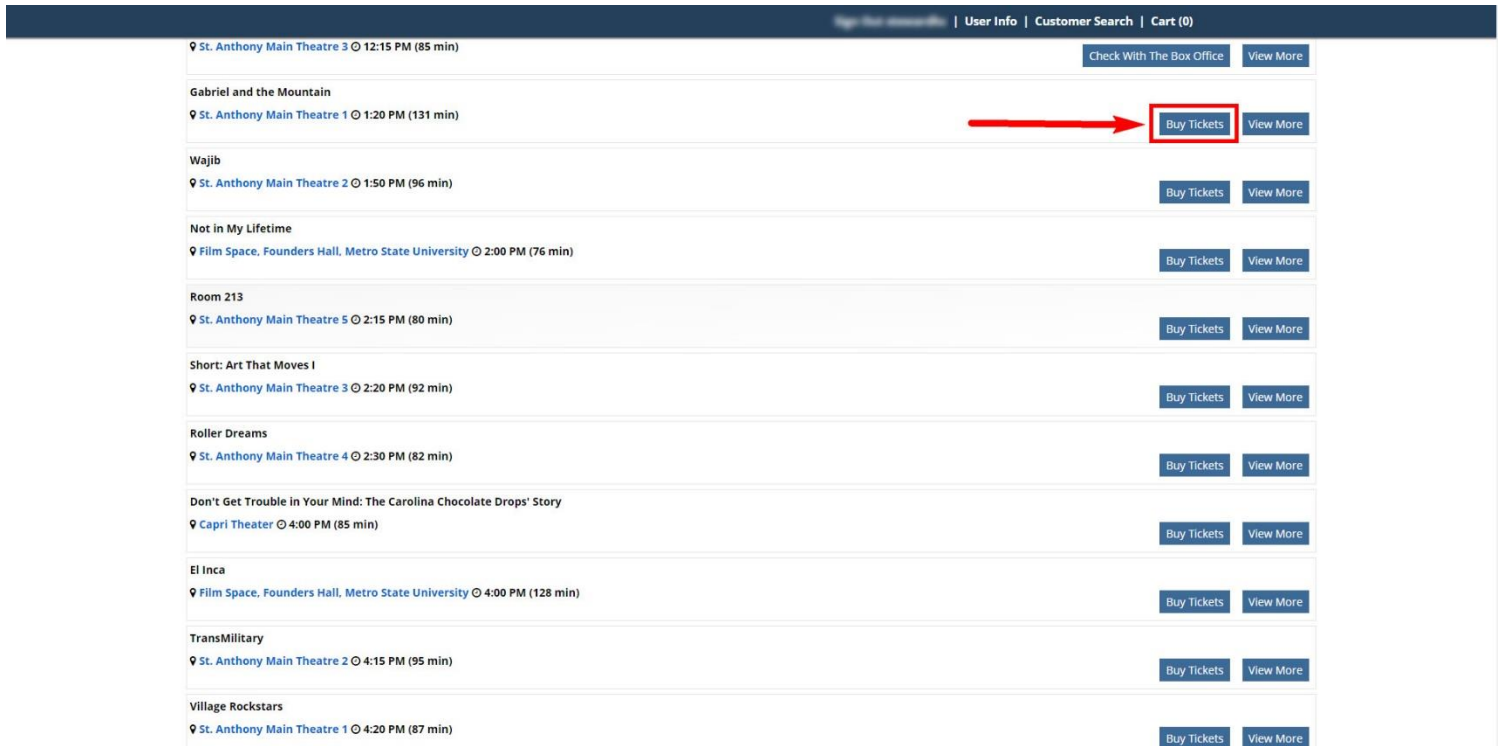 | User Info | Customer Search | Cart (0)
St. Anthony Main Theatre 3 12:15 PM (85 min)
Check With The Box Office View More
Gabriel and the Mountain
St. Anthony Main Theatre 1 1:20 PM (131 min)
Buy Tickets View More
Wajib
St. Anthony Main Theatre 2 1:50 PM (96 min)
Buy Tickets View More
Not in My Lifetime
Film Space, Founders Hall, Metro State University 2:00 PM (76 min)
Buy Tickets View More
Room 213
St. Anthony Main Theatre 5 2:15 PM (80 min)
Buy Tickets View More
Short: Art That Moves I
St. Anthony Main Theatre 3 2:20 PM (92 min)
Buy Tickets View More
Roller Dreams
St. Anthony Main Theatre 4 2:30 PM (82 min)
Buy Tickets View More
Don't Get Trouble in Your Mind: The Carolina Chocolate Drops' Story
Capri Theater 4:00 PM (85 min)
Buy Tickets View More
El Inca
Film Space, Founders Hall, Metro State University 4:00 PM (128 min)
Buy Tickets View More
TransMilitary
St. Anthony Main Theatre 2 4:15 PM (95 min)
Buy Tickets View More
Village Rockstars
St. Anthony Main Theatre 1 4:20 PM (87 min)
Buy Tickets View More